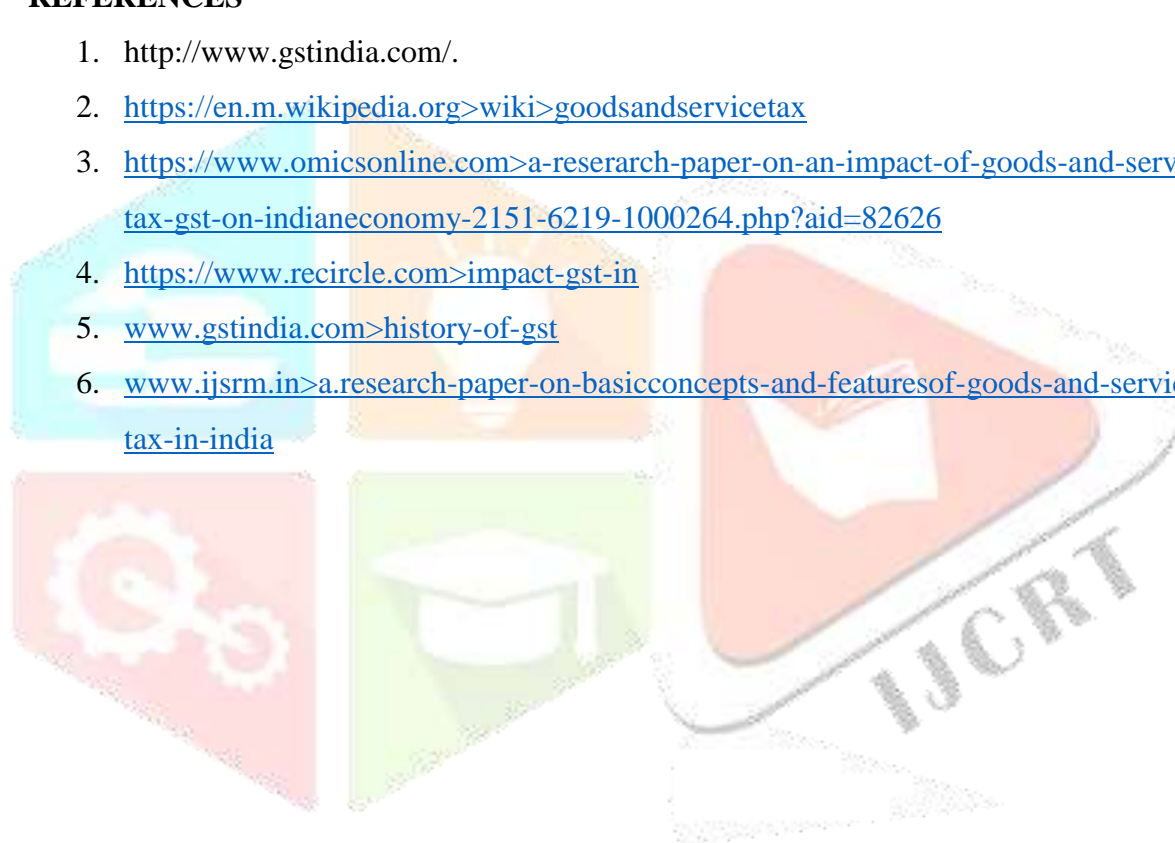 REFERENCES
1. http://www.gstindia.com/.
2. https://en.m.wikipedia.org>wiki>goodsandservicetax
3. https://www.omicsonline.com>a-reserarch-paper-on-an-impact-of-goods-and-serv
tax-gst-on-indianeconomy-2151-6219-1000264.php?aid=82626
4. https://www.recircle.com>impact-gst-in
5. www.gstindia.com>history-of-gst
6. www.ijsrm.in>a.research-paper-on-basicconcepts-and-featuresof-goods-and-servic
tax-in-india
IJCRT